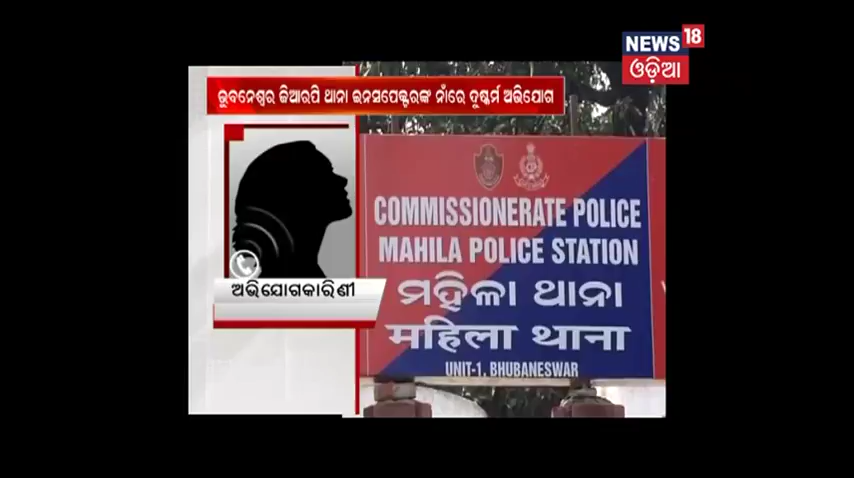 NEWS 18
ଓଡ଼ିଆ
ଭୁବନେଶ୍ୱର ଜିଆରପି ଥାନା ଇନସପେକ୍ଟରଙ୍କ ନାଁରେ ଦୁଷ୍କର୍ମ ଅଭିଯୋଗ
COMMISSIONERATE POLICE
MAHILA POLICE STATION
ମହିଳା ଥାନା
महिला थाना
UNIT-1, BHUBANESWAR
ଅଭିଯୋଗକାରିଣୀ